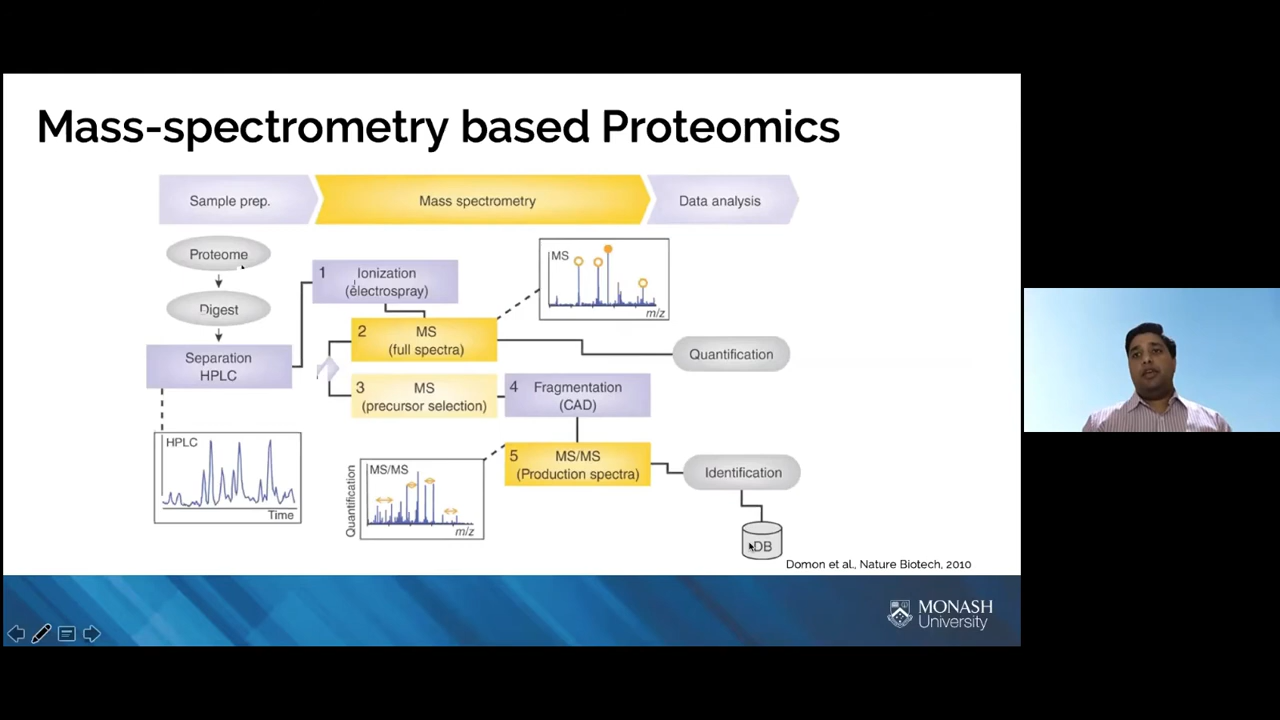 Mass-spectrometry based Proteomics
Sample prep.
Mass spectrometry
Data analysis
Proteome
Digest
Separation
HPLC
HPLC
Time
1
Ionization
(electrospray)
2
MS
(full spectra)
3
MS
(precursor selection)
4
Fragmentation
(CAD)
5
MS/MS
(Production spectra)
MS
m/z
Quantification
Quantification
MS/MS
m/z
Identification
DB
Domon et al., Nature Biotech, 2010
MONASH
University